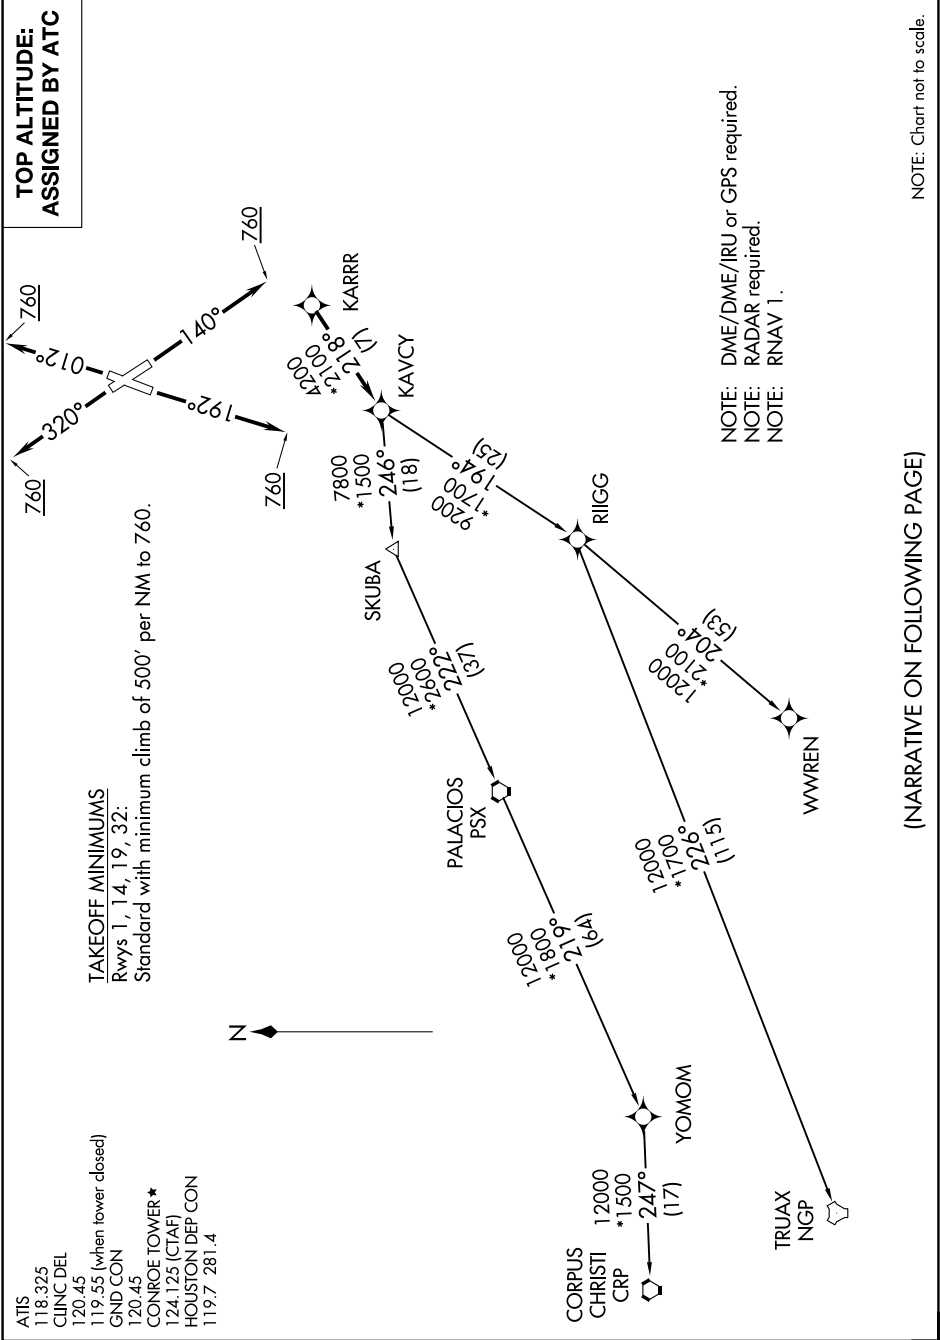 TOP ALTITUDE:
ASSIGNED BY ATC
ATIS
118.325
CLNC DEL
120.45
119.55 (when tower closed)
GND CON
120.45
CONROE TOWER ★
124.125 (CTAF)
HOUSTON DEP CON
119.7 281.4
TAKEOFF MINIMUMS
Rwys 1, 14, 19, 32:
Standard with minimum climb of 500' per NM to 760.
N
760
320°
760
012°
140°
760
192°
760
KARRR
4200
*2100
218°
(7)
KAVCY
7800
*1500
246°
(18)
SKUBA
9200
*1700
194°
(25)
RIIGG
12000
*2600
222°
(37)
PALACIOS
PSX
12000
*1800
219°
(64)
YOMOM
12000
*1500
247°
(17)
CORPUS
CHRISTI
CRP
12000
*1700
226°
(115)
TRUAX
NGP
12000
*2100
204°
(53)
WWREN
NOTE: DME/DME/IRU or GPS required.
NOTE: RADAR required.
NOTE: RNAV 1.
(NARRATIVE ON FOLLOWING PAGE)
NOTE: Chart not to scale.